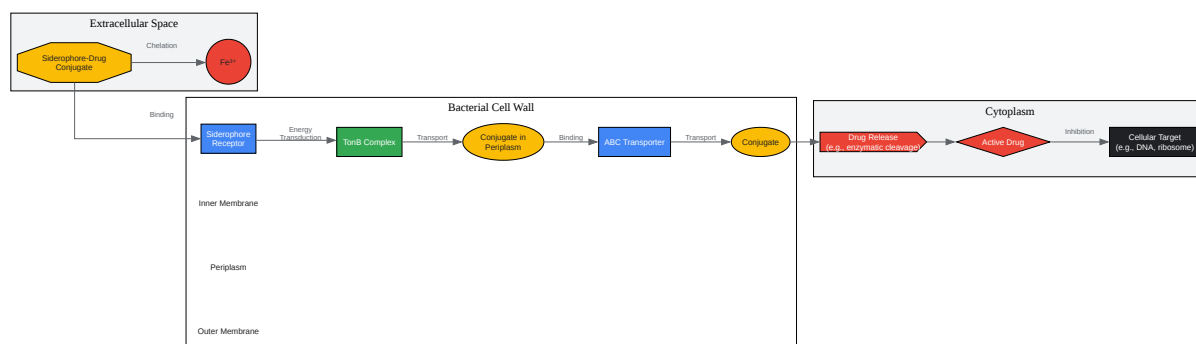 Extracellular Space
Chelation
Siderophore-Drug
Conjugate
Fe³⁺
Binding
Bacterial Cell Wall
Siderophore
Receptor
Energy
Transduction
TonB Complex
Transport
Conjugate in
Periplasm
Binding
ABC Transporter
Transport
Conjugate
Cytoplasm
Drug Release
(e.g., enzymatic cleavage)
Active Drug
Inhibition
Cellular Target
(e.g., DNA, ribosome)
Inner Membrane
Periplasm
Outer Membrane